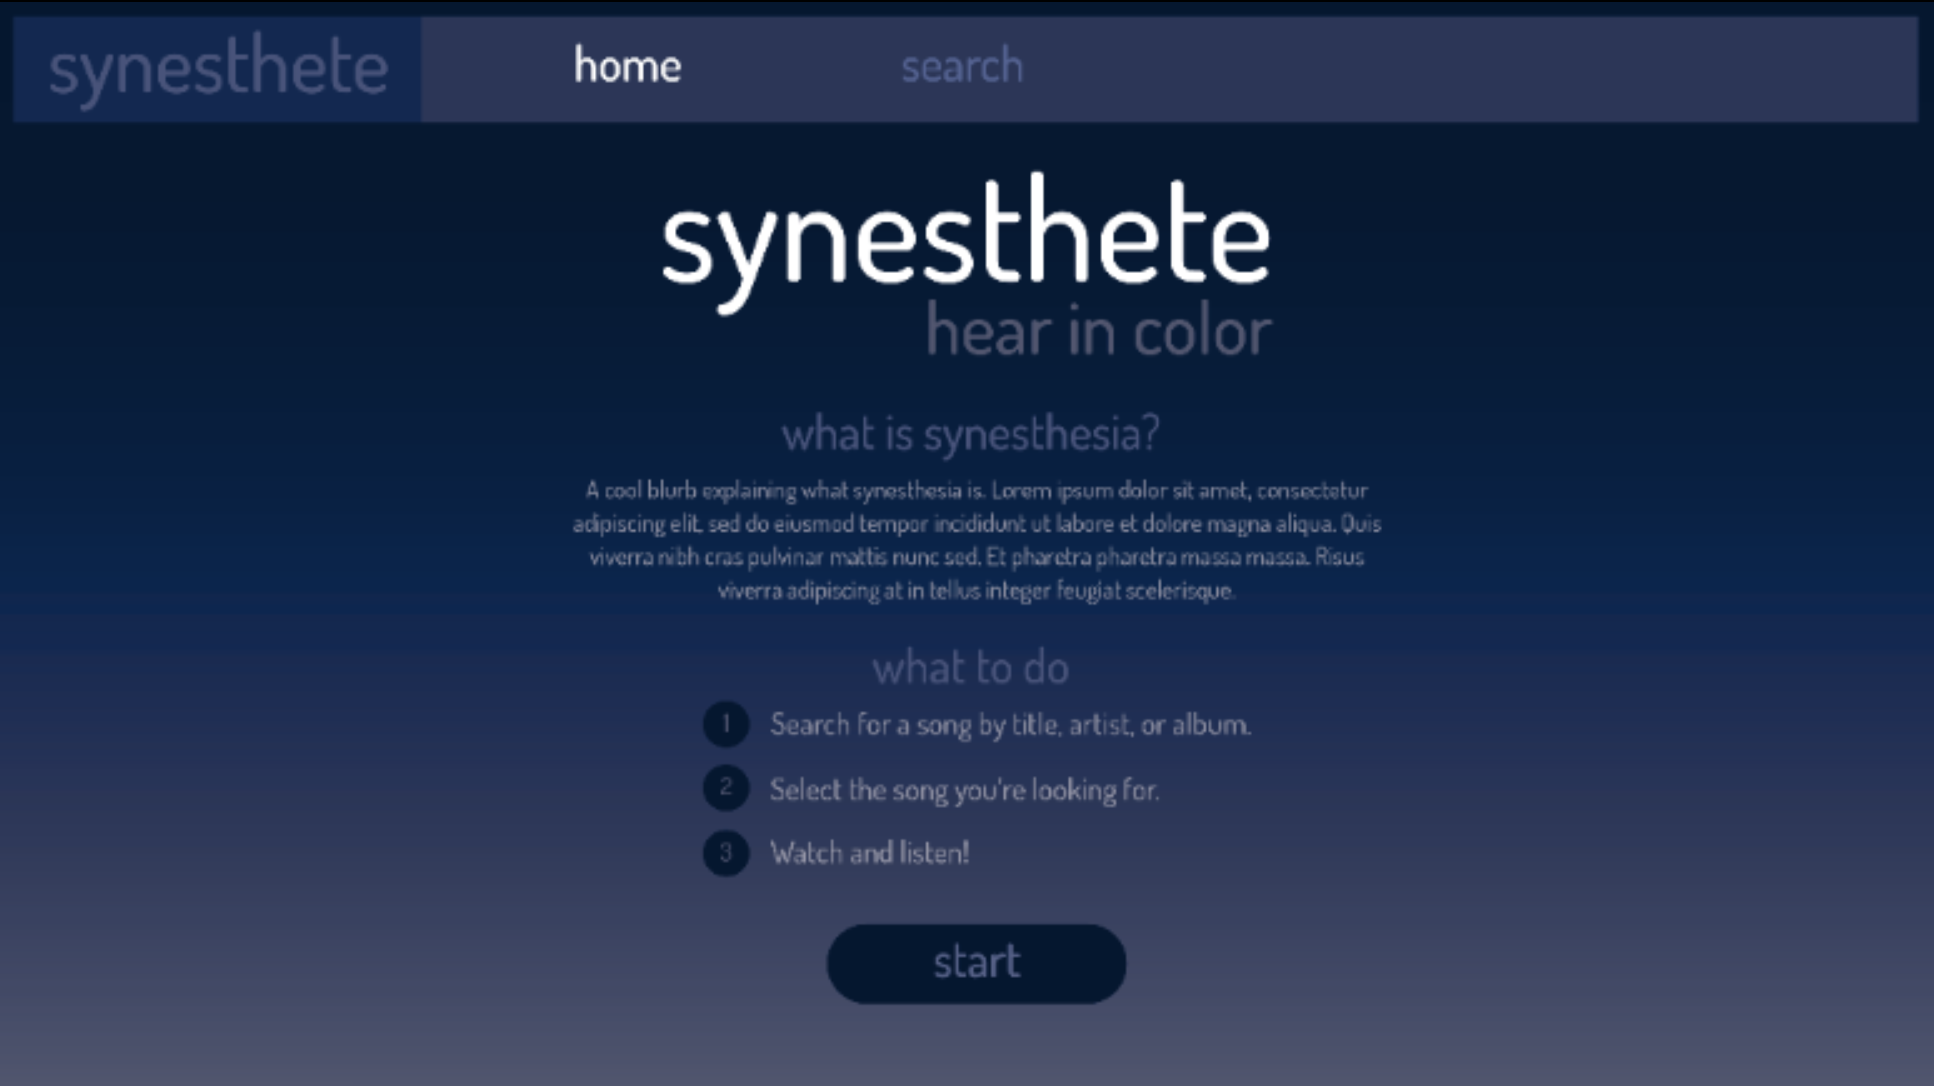 synesthete
home
search
synesthete
hear in color
what is synesthesia?
A cool blurb explaining what synesthesia is. Lorem ipsum dolor sit amet, consectetur
adipiscing elit, sed do eiusmod tempor incididunt ut labore et dolore magna aliqua. Quis
viverra nibh cras pulvinar mattis nunc sed. Et pharetra pharetra massa massa. Risus
viverra adipiscing at in tellus integer feugiat scelerisque.
what to do
1 Search for a song by title, artist, or album.
2 Select the song you're looking for.
3 Watch and listen!
start